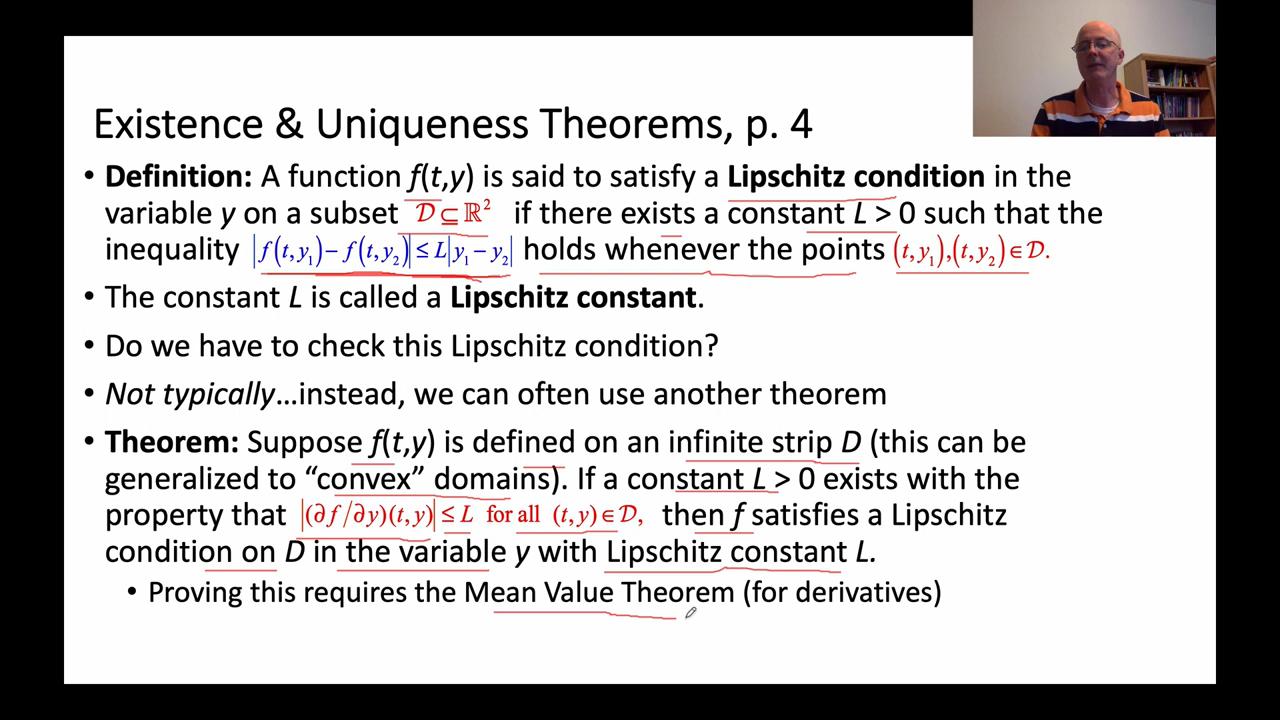 Existence & Uniqueness Theorems, p. 4
• Definition: A function f(t,y) is said to satisfy a Lipschitz condition in the
variable y on a subset 𝒟 ⊆ ℝ² if there exists a constant L > 0 such that the
inequality |f(t,y₁)−f(t,y₂)| ≤ L|y₁−y₂| holds whenever the points (t,y₁),(t,y₂)∈𝒟.
• The constant L is called a Lipschitz constant.
• Do we have to check this Lipschitz condition?
• Not typically…instead, we can often use another theorem
• Theorem: Suppose f(t,y) is defined on an infinite strip D (this can be
generalized to “convex” domains). If a constant L > 0 exists with the
property that |(∂f/∂y)(t,y)| ≤ L for all (t,y)∈𝒟, then f satisfies a Lipschitz
condition on D in the variable y with Lipschitz constant L.
• Proving this requires the Mean Value Theorem (for derivatives)